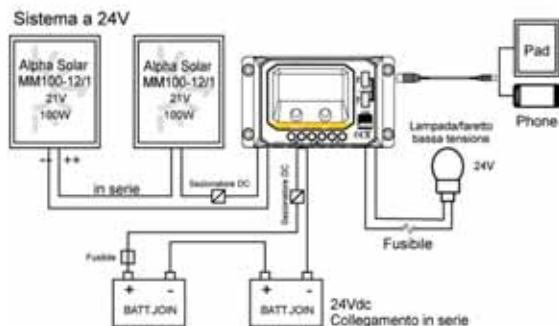 Sistema a 24V
Alpha Solar
MM100-12/1
21V
100W
Alpha Solar
MM100-12/1
21V
100W
-- ++
in serie
Sezionatore DC
Sezionatore DC
Pad
Phone
Lampada/faretto
bassa tensione
24V
Fusibile
Fusibile
+ -
BATT.JOIN
+ -
BATT.JOIN
24Vdc
Collegamento in serie